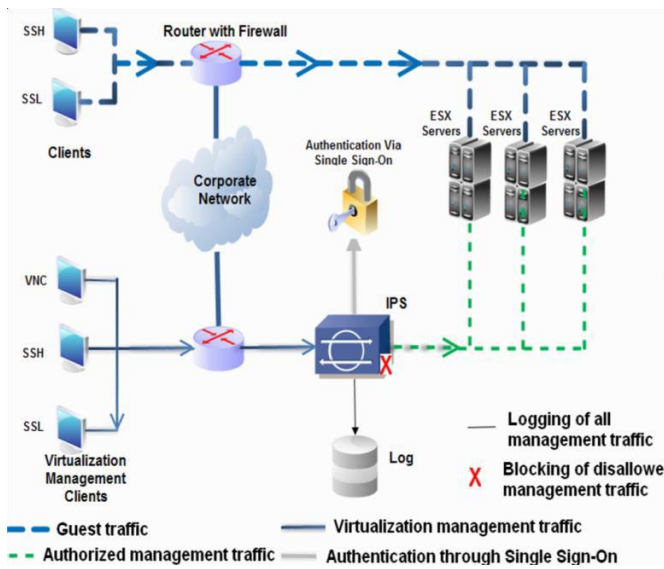 SSH
Router with Firewall
SSL
Clients
ESX
Servers
ESX
Servers
ESX
Servers
Authentication Via
Single Sign-On
Corporate
Network
VNC
IPS
SSH
SSL
Virtualization
Management
Clients
Log
Logging of all
management traffic
X Blocking of disallowe
management traffic
Guest traffic
Virtualization management traffic
Authorized management traffic
Authentication through Single Sign-On